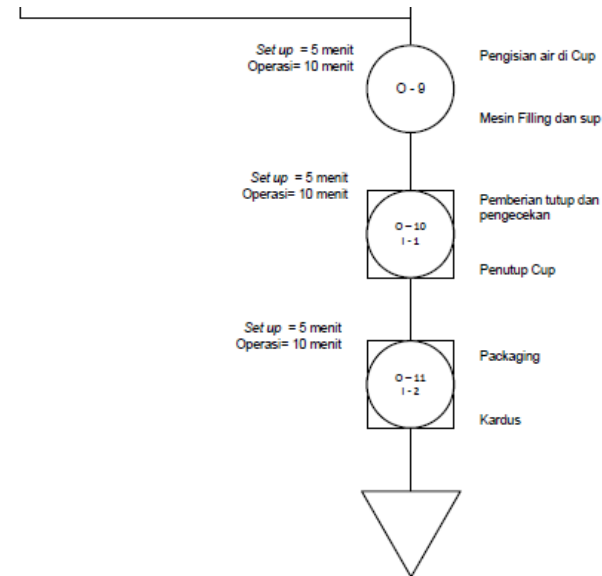 Set up = 5 menit
Operasi= 10 menit
Pengisian air di Cup
O - 9
Mesin Filling dan sup
Set up = 5 menit
Operasi= 10 menit
Pemberian tutup dan
pengecekan
O – 10
I - 1
Penutup Cup
Set up = 5 menit
Operasi= 10 menit
Packaging
O – 11
I - 2
Kardus